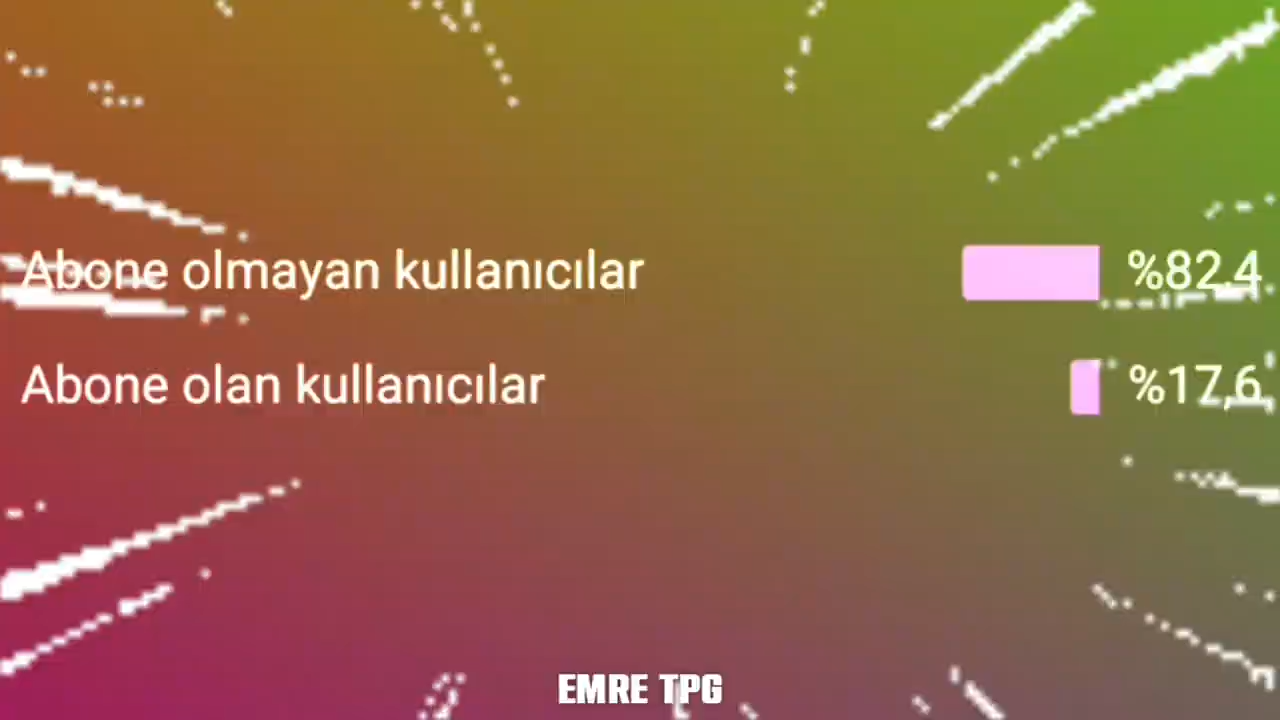 Abone olmayan kullanıcılar %82,4
Abone olan kullanıcılar %17,6
EMRE TPG